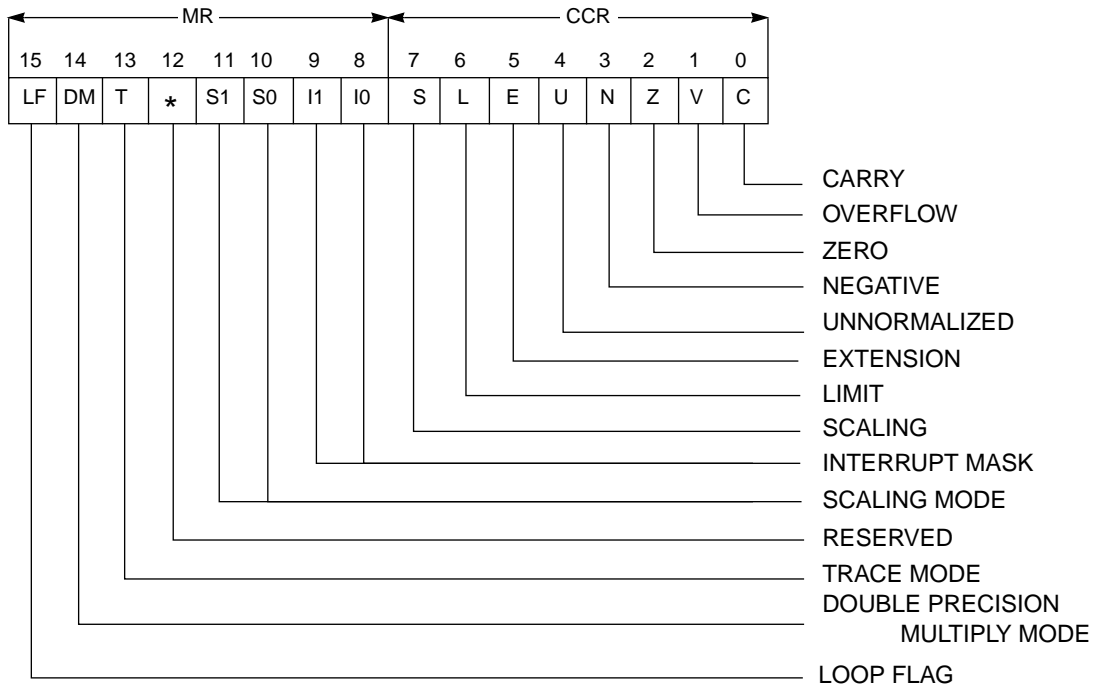 MR CCR
15 14 13 12 11 10 9 8 7 6 5 4 3 2 1 0
LF DM T * S1 S0 I1 I0 S L E U N Z V C
CARRY
OVERFLOW
ZERO
NEGATIVE
UNNORMALIZED
EXTENSION
LIMIT
SCALING
INTERRUPT MASK
SCALING MODE
RESERVED
TRACE MODE
DOUBLE PRECISION
MULTIPLY MODE
LOOP FLAG